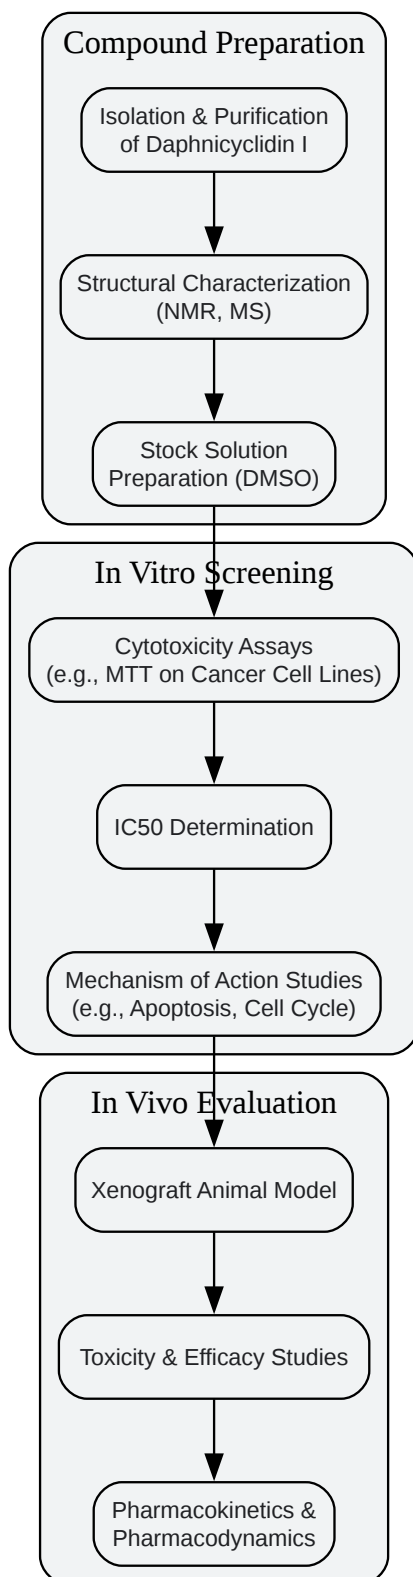 Compound Preparation
Isolation & Purification
of Daphnicyclidin I
Structural Characterization
(NMR, MS)
Stock Solution
Preparation (DMSO)
In Vitro Screening
Cytotoxicity Assays
(e.g., MTT on Cancer Cell Lines)
IC50 Determination
Mechanism of Action Studies
(e.g., Apoptosis, Cell Cycle)
In Vivo Evaluation
Xenograft Animal Model
Toxicity & Efficacy Studies
Pharmacokinetics &
Pharmacodynamics